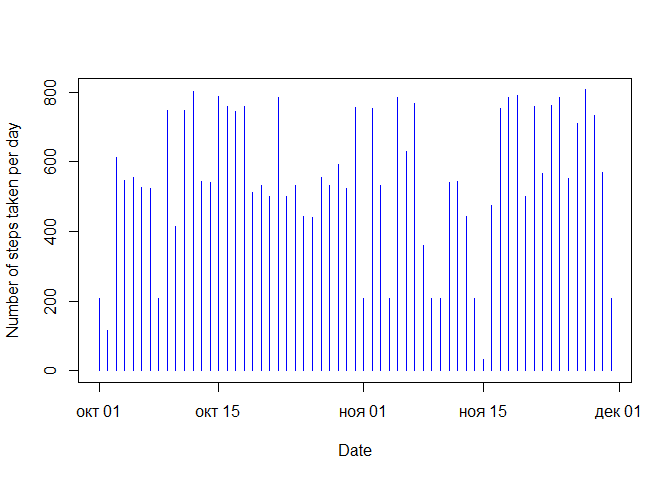 Number of steps taken per day
800
600
400
200
0
окт 01
окт 15
ноя 01
ноя 15
дек 01
Date